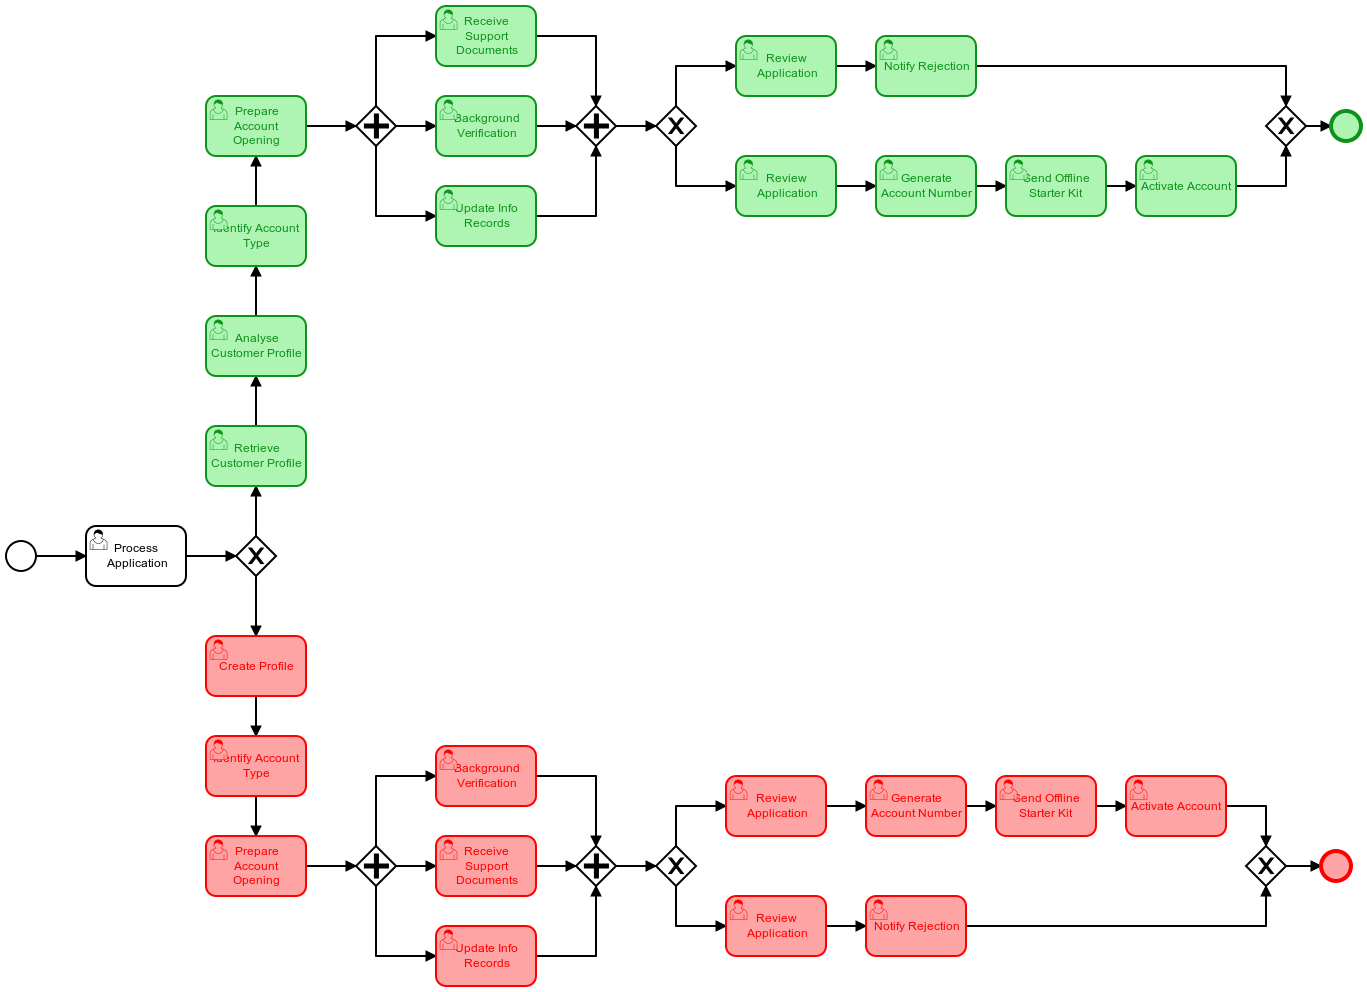 Receive
Support
Documents
Prepare
Account
Opening
Background
Verification
Update Info
Records
Review
Application
Notify Rejection
Review
Application
Generate
Account Number
Send Offline
Starter Kit
Activate Account
Identify Account
Type
Analyse
Customer Profile
Retrieve
Customer Profile
Process
Application
Create Profile
Identify Account
Type
Prepare
Account
Opening
Background
Verification
Receive
Support
Documents
Update Info
Records
Review
Application
Generate
Account Number
Send Offline
Starter Kit
Activate Account
Review
Application
Notify Rejection